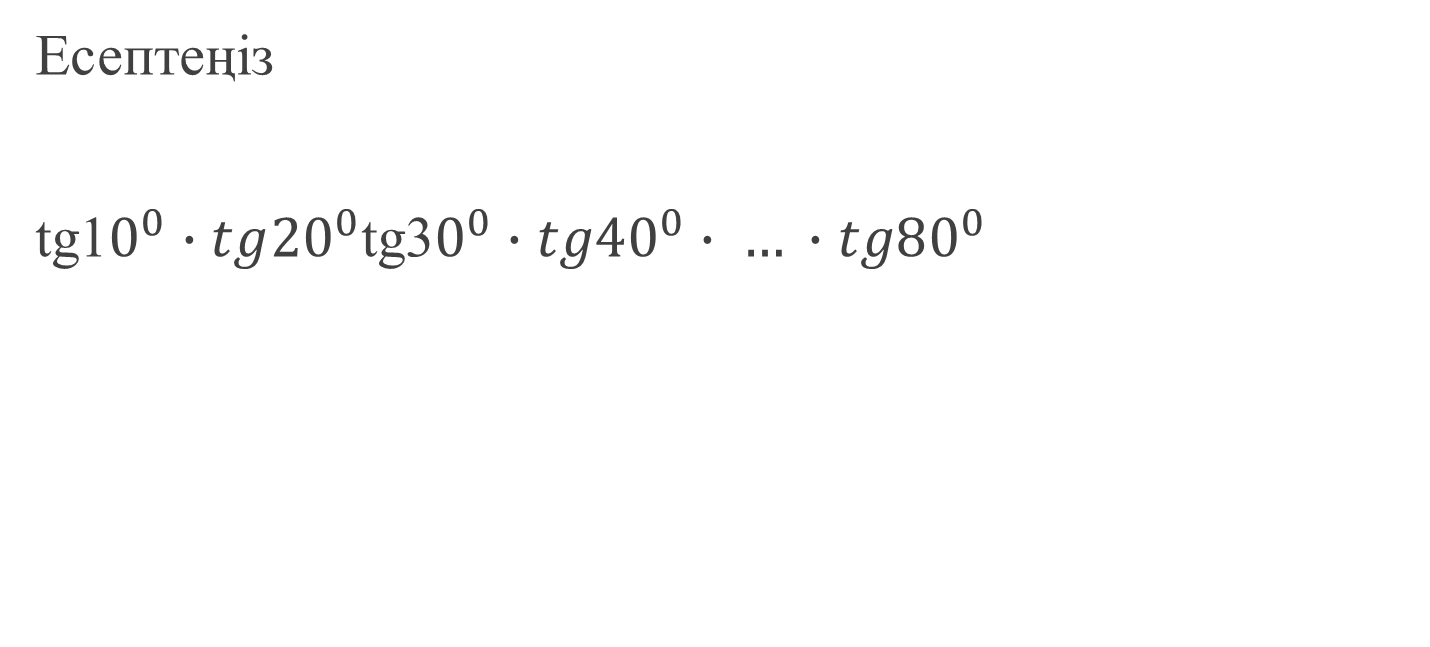 Есептеңіз
tg10⁰ · tg20⁰tg30⁰ · tg40⁰ · … · tg80⁰